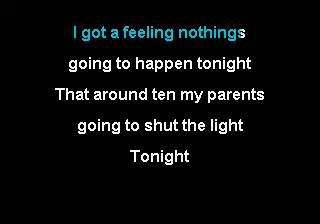 I got a feeling nothings
going to happen tonight
That around ten my parents
going to shut the light
Tonight